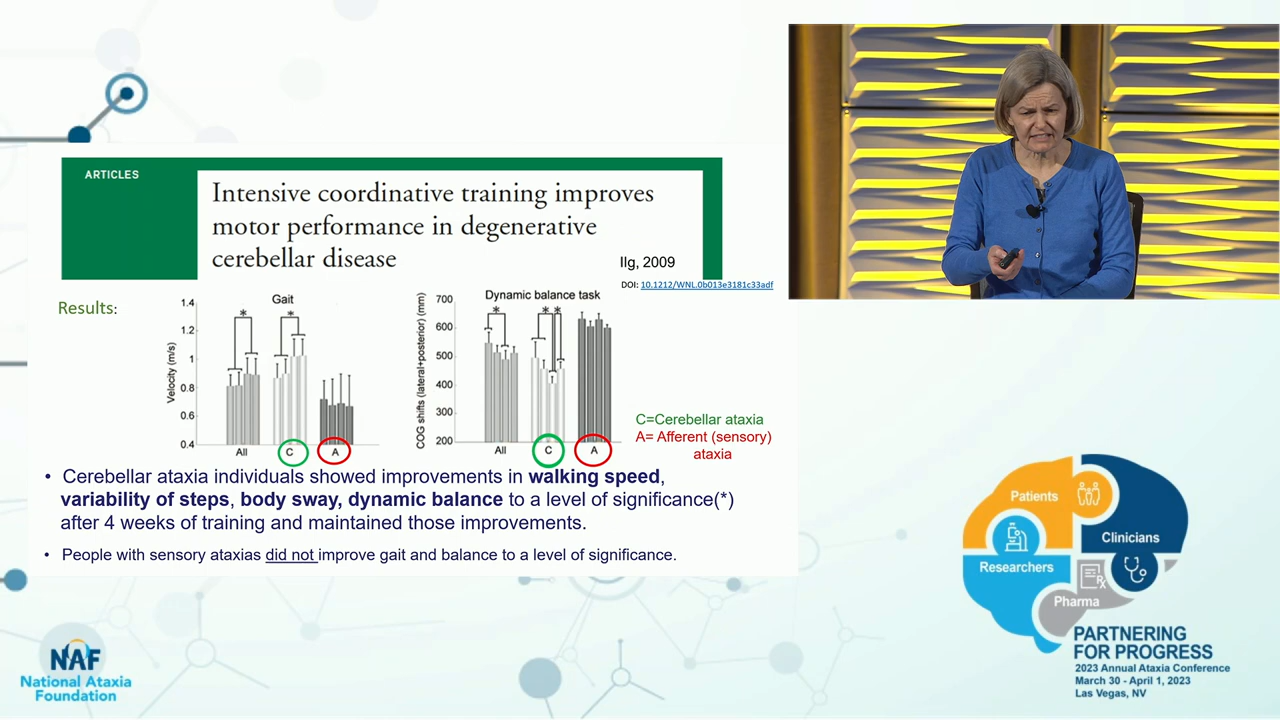 ARTICLES
Intensive coordinative training improves
motor performance in degenerative
cerebellar disease
Ilg, 2009
DOI: 10.1212/WNL.0b013e3181c33adf
Results:
Gait
Velocity (m/s)
1.4
1.2
1
0.8
0.6
0.4
*
*
All
C
A
Dynamic balance task
COG shifts (lateral+posterior) (mm)
700
600
500
400
300
200
*
* *
All
C
A
C=Cerebellar ataxia
A= Afferent (sensory)
ataxia
• Cerebellar ataxia individuals showed improvements in walking speed,
variability of steps, body sway, dynamic balance to a level of significance(*)
after 4 weeks of training and maintained those improvements.
• People with sensory ataxias did not improve gait and balance to a level of significance.
NAF
National Ataxia
Foundation
Patients
Clinicians
Researchers
Rx
Pharma
PARTNERING
FOR PROGRESS
2023 Annual Ataxia Conference
March 30 - April 1, 2023
Las Vegas, NV